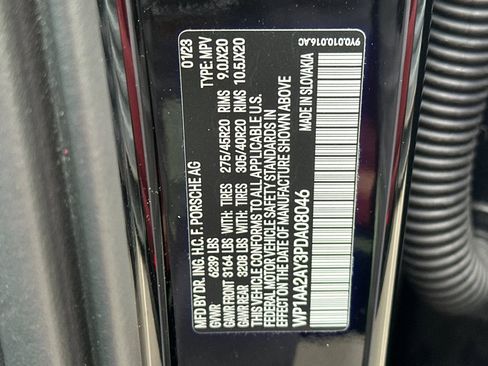 MFD BY DR. ING. H.C. F. PORSCHE AG 01/23
GVWR 6239 LBS TYPE: MPV
GAWR FRONT 3164 LBS WITH: TIRES 275/45R20 RIMS 9.0JX20
GAWR REAR 3208 LBS WITH: TIRES 305/40R20 RIMS 10.5JX20
THIS VEHICLE CONFORMS TO ALL APPLICABLE U.S.
FEDERAL MOTOR VEHICLE SAFETY STANDARDS IN
EFFECT ON THE DATE OF MANUFACTURE SHOWN ABOVE
WP1AA2AY3PDA08046 MADE IN SLOVAKIA
9Y0.010.016.AC